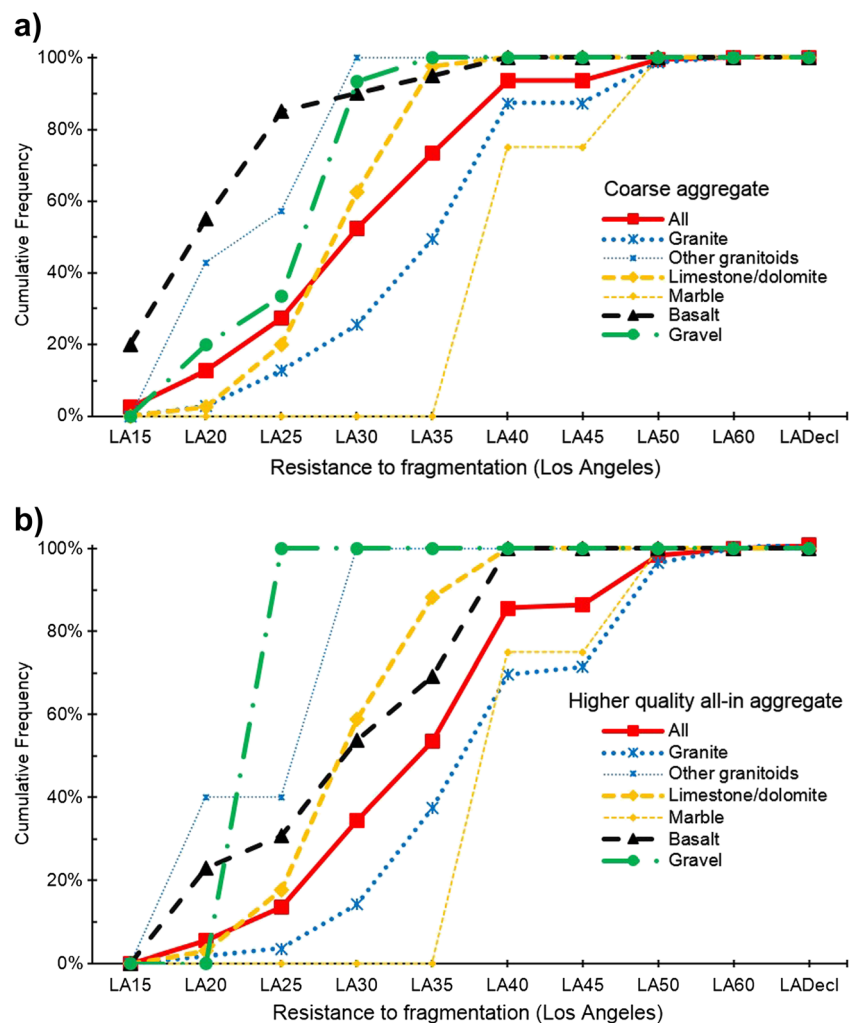 a)
100%
80%
60%
40%
20%
0%
Cumulative Frequency
Coarse aggregate
All
Granite
Other granitoids
Limestone/dolomite
Marble
Basalt
Gravel
LA15 LA20 LA25 LA30 LA35 LA40 LA45 LA50 LA60 LADecl
Resistance to fragmentation (Los Angeles)
b)
100%
80%
60%
40%
20%
0%
Cumulative Frequency
Higher quality all-in aggregate
All
Granite
Other granitoids
Limestone/dolomite
Marble
Basalt
Gravel
LA15 LA20 LA25 LA30 LA35 LA40 LA45 LA50 LA60 LADecl
Resistance to fragmentation (Los Angeles)